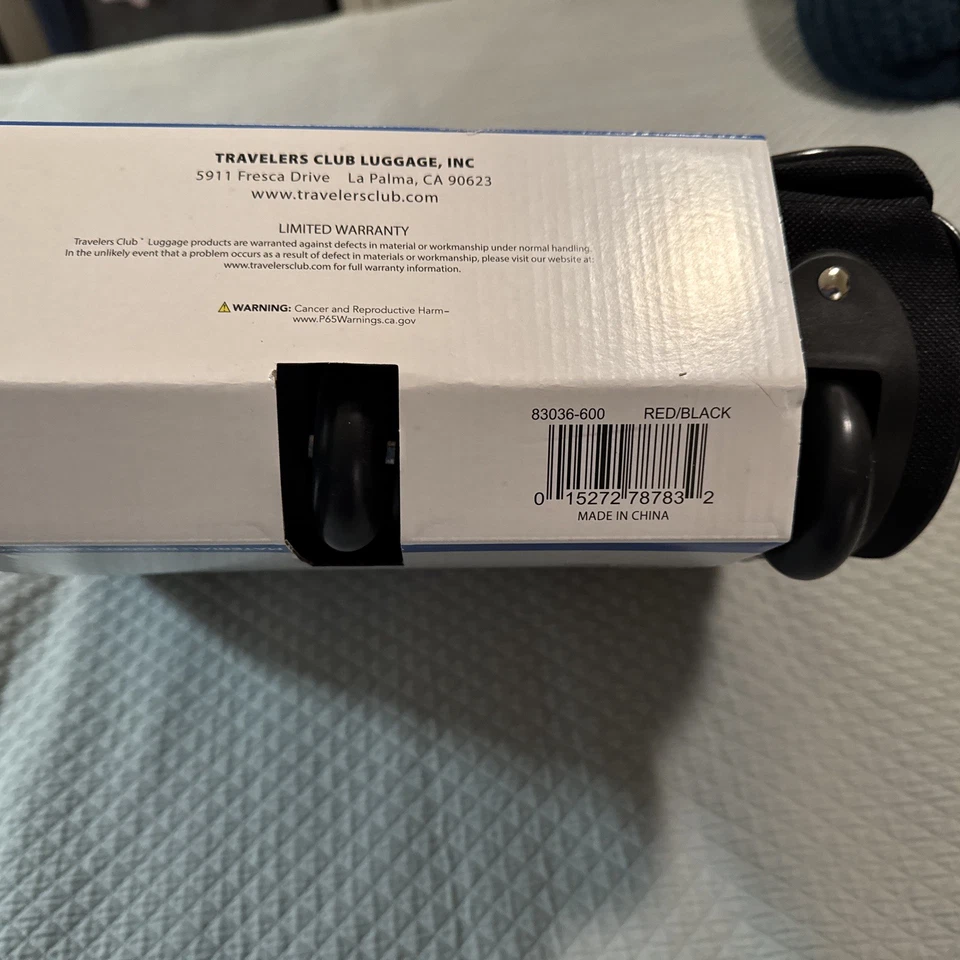 TRAVELERS CLUB LUGGAGE, INC
5911 Fresca Drive La Palma, CA 90623
www.travelersclub.com
LIMITED WARRANTY
Travelers Club® Luggage products are warranted against defects in material or workmanship under normal handling.
In the unlikely event that a problem occurs as a result of defect in materials or workmanship, please visit our website at:
www.travelersclub.com for full warranty information.
WARNING: Cancer and Reproductive Harm–
www.P65Warnings.ca.gov
83036-600 RED/BLACK
0 15272 78783 2
MADE IN CHINA